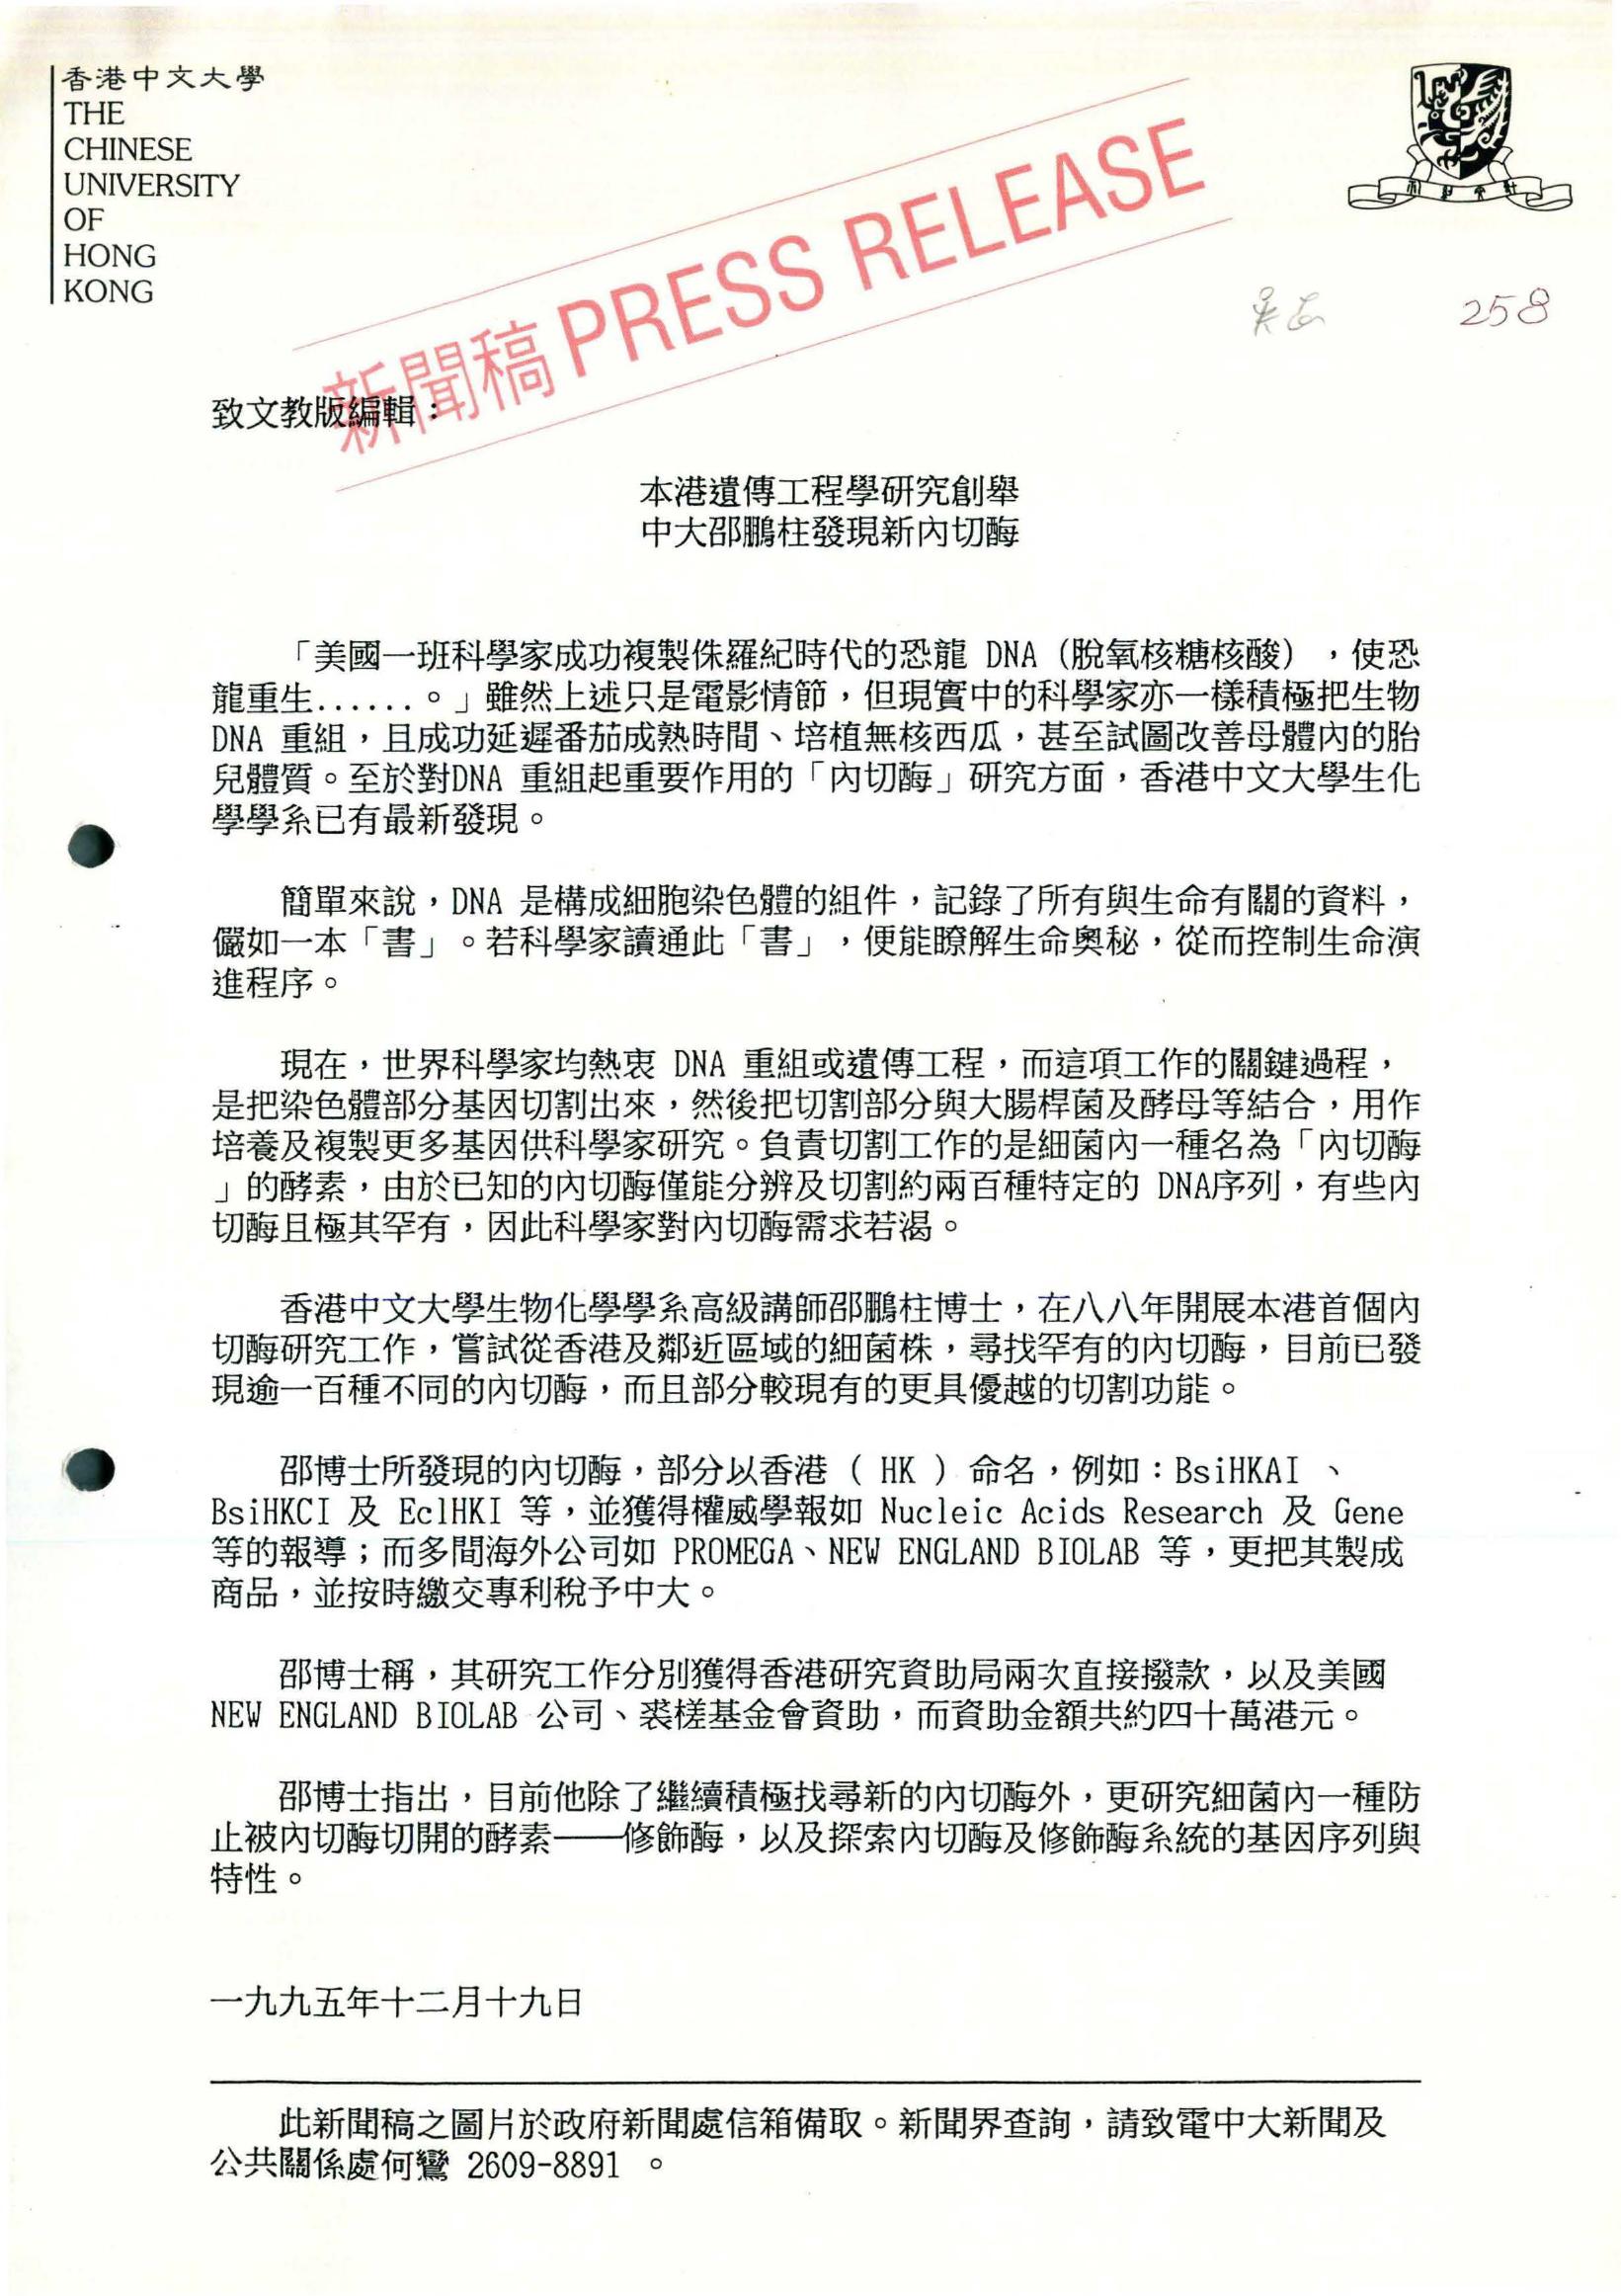 香港中文大學
THE
CHINESE
UNIVERSITY
OF
HONG
KONG
新聞稿 PRESS RELEASE
258
致文教版編輯：
本港遺傳工程學研究創舉
中大邵鵬柱發現新內切酶
「美國一班科學家成功複製侏羅紀時代的恐龍 DNA（脫氧核糖核酸），使恐
龍重生......。」雖然上述只是電影情節，但現實中的科學家亦一樣積極把生物
DNA 重組，且成功延遲番茄成熟時間、培植無核西瓜，甚至試圖改善母體內的胎
兒體質。至於對DNA 重組起重要作用的「內切酶」研究方面，香港中文大學生化
學學系已有最新發現。
簡單來說，DNA 是構成細胞染色體的組件，記錄了所有與生命有關的資料，
儼如一本「書」。若科學家讀通此「書」，便能瞭解生命奧秘，從而控制生命演
進程序。
現在，世界科學家均熱衷 DNA 重組或遺傳工程，而這項工作的關鍵過程，
是把染色體部分基因切割出來，然後把切割部分與大腸桿菌及酵母等結合，用作
培養及複製更多基因供科學家研究。負責切割工作的是細菌內一種名為「內切酶
」的酵素，由於已知的內切酶僅能分辨及切割約兩百種特定的 DNA序列，有些內
切酶且極其罕有，因此科學家對內切酶需求若渴。
香港中文大學生物化學學系高級講師邵鵬柱博士，在八八年開展本港首個內
切酶研究工作，嘗試從香港及鄰近區域的細菌株，尋找罕有的內切酶，目前已發
現逾一百種不同的內切酶，而且部分較現有的更具優越的切割功能。
邵博士所發現的內切酶，部分以香港（ HK ）命名，例如：BsiHKAI 、
BsiHKCI 及 EclHKI 等，並獲得權威學報如 Nucleic Acids Research 及 Gene
等的報導；而多間海外公司如 PROMEGA、NEW ENGLAND BIOLAB 等，更把其製成
商品，並按時繳交專利稅予中大。
邵博士稱，其研究工作分別獲得香港研究資助局兩次直接撥款，以及美國
NEW ENGLAND BIOLAB 公司、裘槎基金會資助，而資助金額共約四十萬港元。
邵博士指出，目前他除了繼續積極找尋新的內切酶外，更研究細菌內一種防
止被內切酶切開的酵素——修飾酶，以及探索內切酶及修飾酶系統的基因序列與
特性。
一九九五年十二月十九日
此新聞稿之圖片於政府新聞處信箱備取。新聞界查詢，請致電中大新聞及
公共關係處何鸞 2609-8891 。